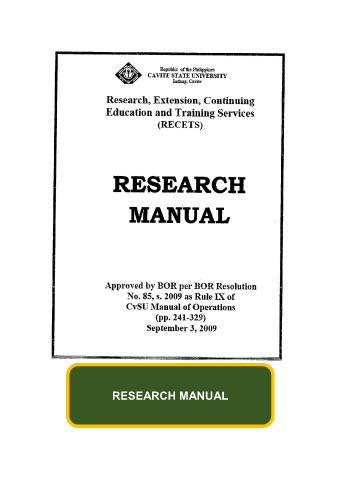 Republic of the Philippines
CAVITE STATE UNIVERSITY
Indang, Cavite
Research, Extension, Continuing
Education and Training Services
(RECETS)
RESEARCH
MANUAL
Approved by BOR per BOR Resolution
No. 85, s. 2009 as Rule IX of
CvSU Manual of Operations
(pp. 241-329)
September 3, 2009
RESEARCH MANUAL